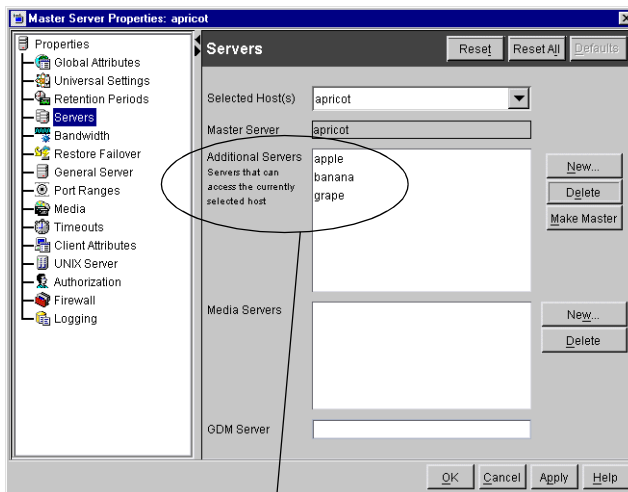 Master Server Properties: apricot
Properties
Global Attributes
Universal Settings
Retention Periods
Servers
Bandwidth
Restore Failover
General Server
Port Ranges
Media
Timeouts
Client Attributes
UNIX Server
Authorization
Firewall
Logging
Servers
Reset
Reset All
Defaults
Selected Host(s)
apricot
Master Server
apricot
Additional Servers
Servers that can
access the currently
selected host
apple
banana
grape
New...
Delete
Make Master
Media Servers
New...
Delete
GDM Server
OK
Cancel
Apply
Help